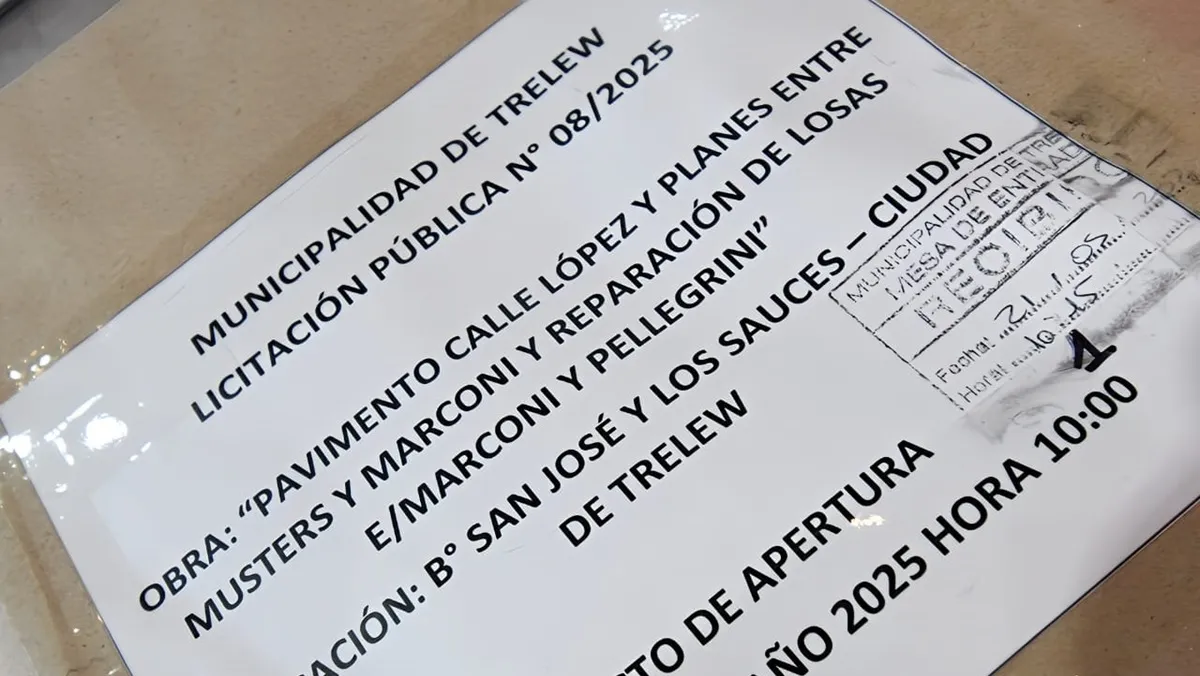 MUNICIPALIDAD DE TRELEW
LICITACIÓN PÚBLICA N° 08/2025
OBRA: “PAVIMENTO CALLE LÓPEZ Y PLANES ENTRE
MUSTERS Y MARCONI Y REPARACIÓN DE LOSAS
E/MARCONI Y PELLEGRINI”
ACIÓN: B° SAN JOSÉ Y LOS SAUCES – CIUDAD
DE TRELEW
TO DE APERTURA
AÑO 2025 HORA 10:00
MUNICIPALIDAD DE TRE
MESA DE ENTRAD
Fecha:
Hora:
1